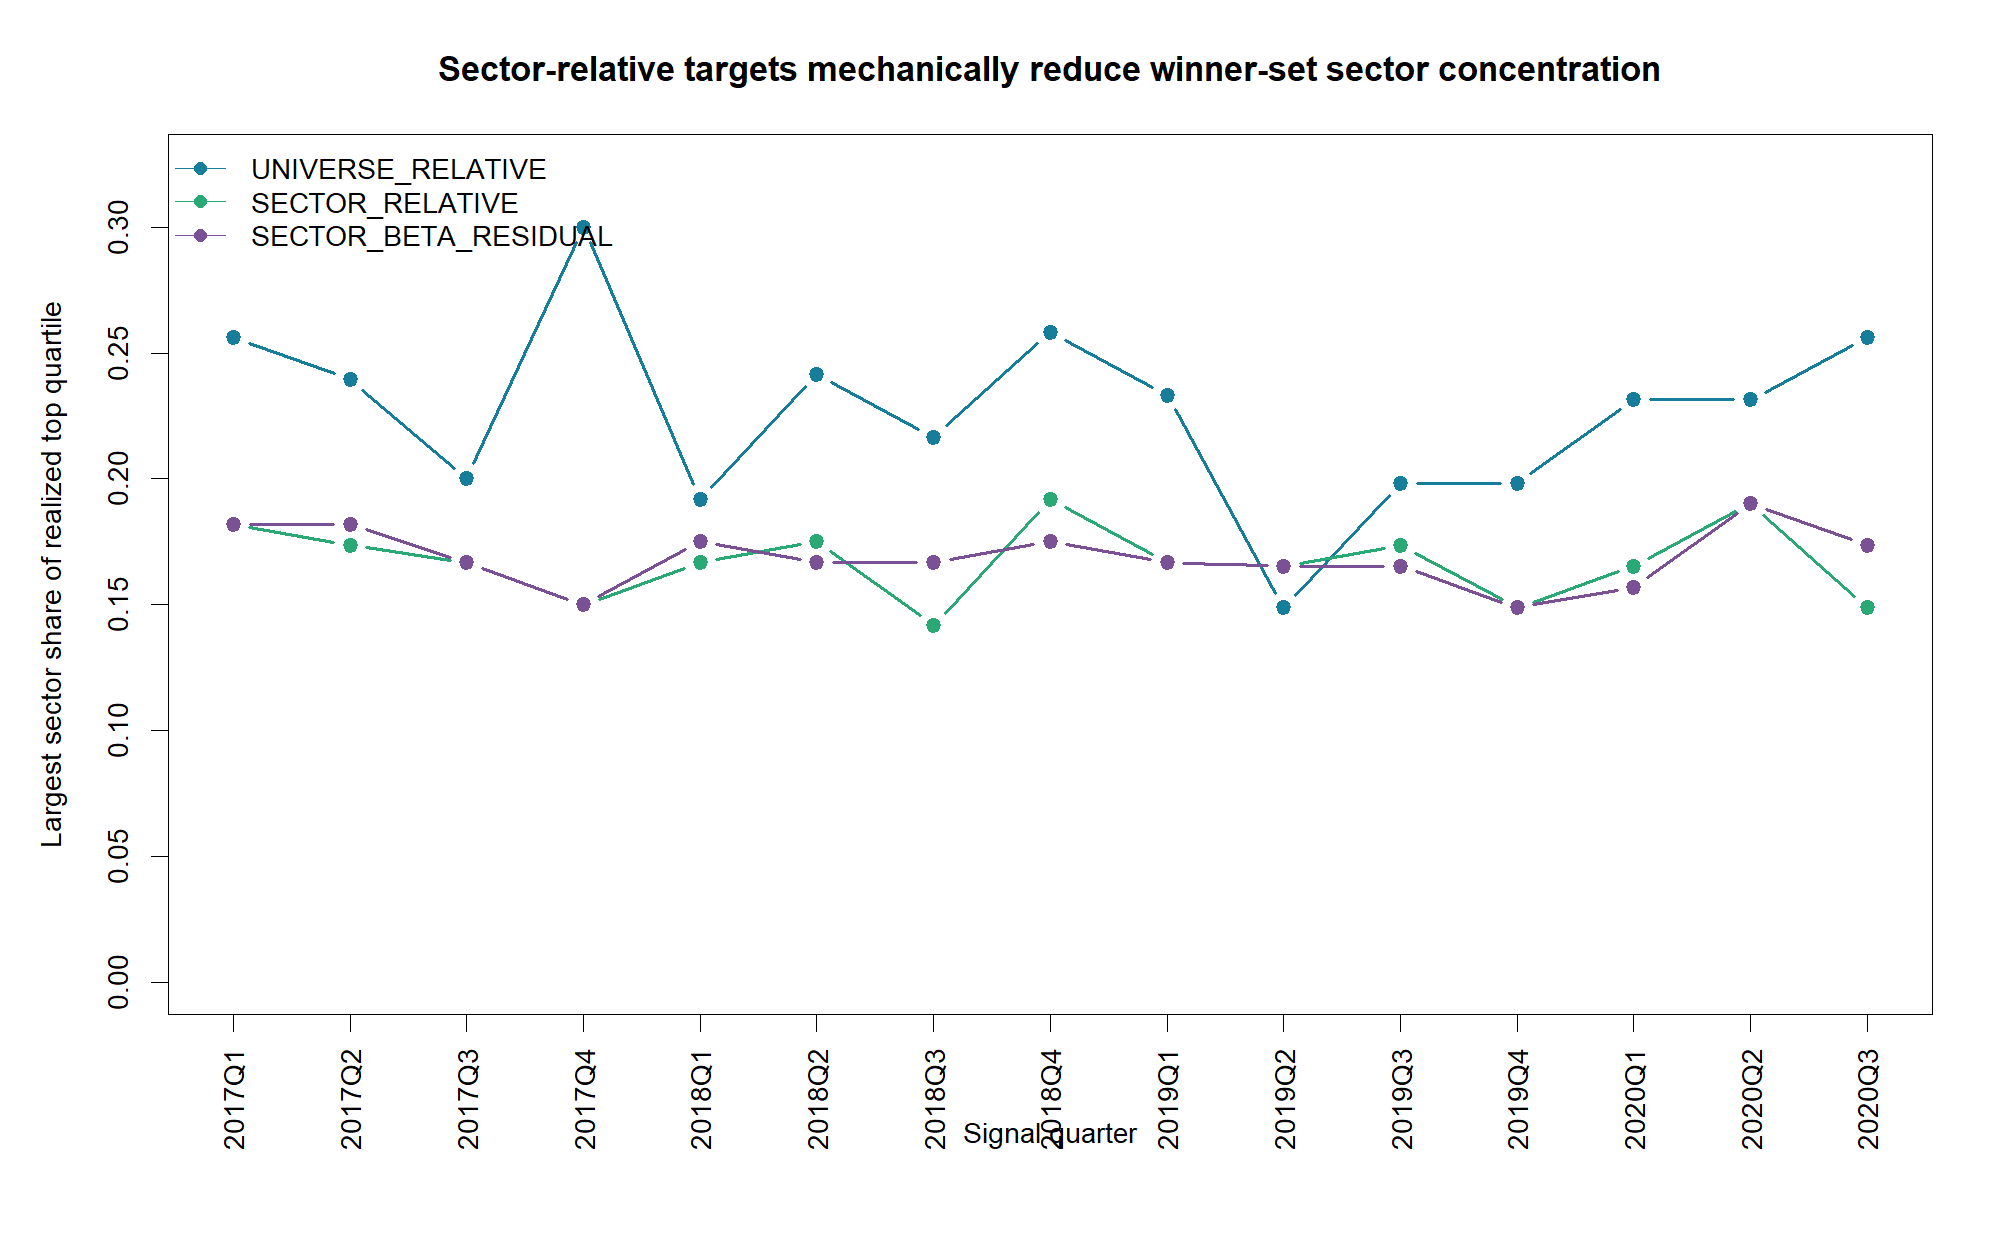 Sector-relative targets mechanically reduce winner-set sector concentration
UNIVERSE_RELATIVE
SECTOR_RELATIVE
SECTOR_BETA_RESIDUAL
Largest sector share of realized top quartile
0.30
0.25
0.20
0.15
0.10
0.05
0.00
2017Q1
2017Q2
2017Q3
2017Q4
2018Q1
2018Q2
2018Q3
2018Q4
2019Q1
2019Q2
2019Q3
2019Q4
2020Q1
2020Q2
2020Q3
Signal quarter